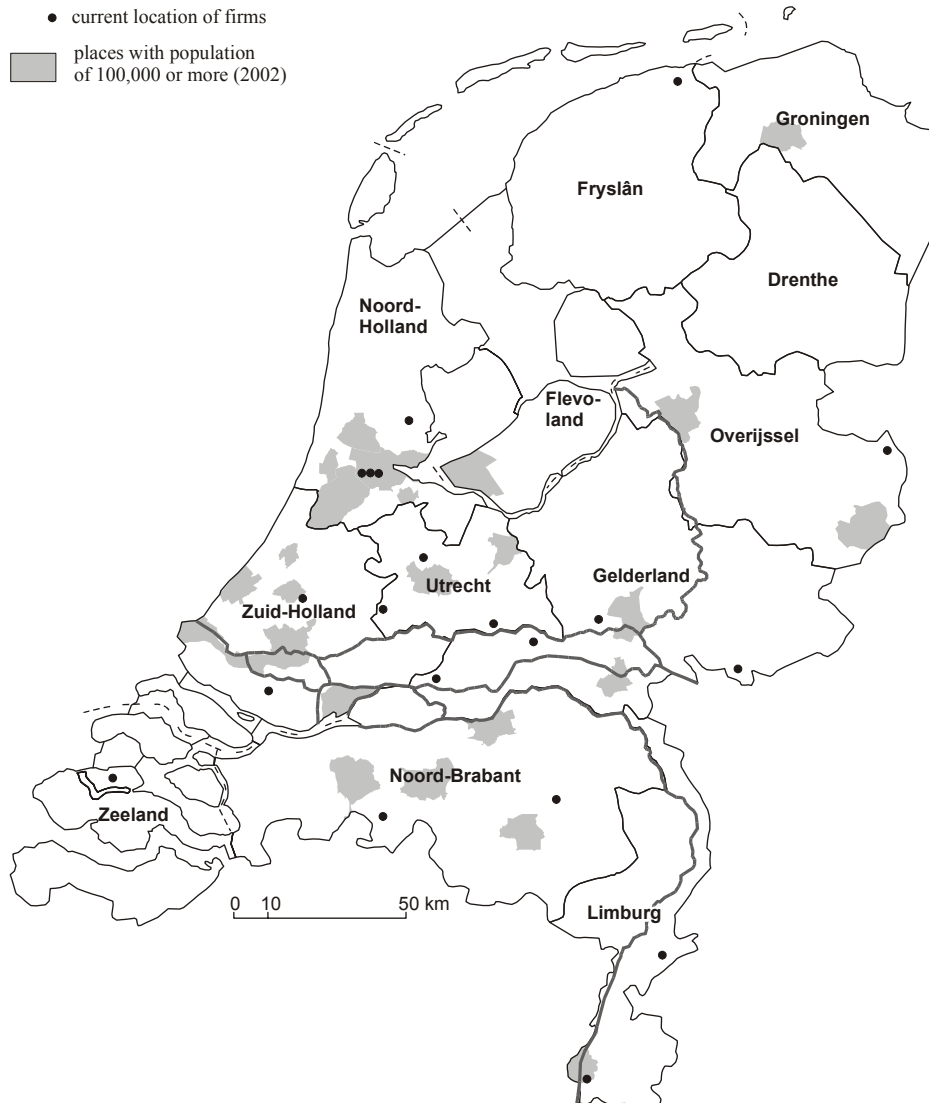 current location of firms
places with population
of 100,000 or more (2002)
Groningen
Fryslân
Drenthe
Noord-
Holland
Flevo-
land
Overijssel
Gelderland
Utrecht
Zuid-Holland
Noord-Brabant
Zeeland
Limburg
0 10 50 km